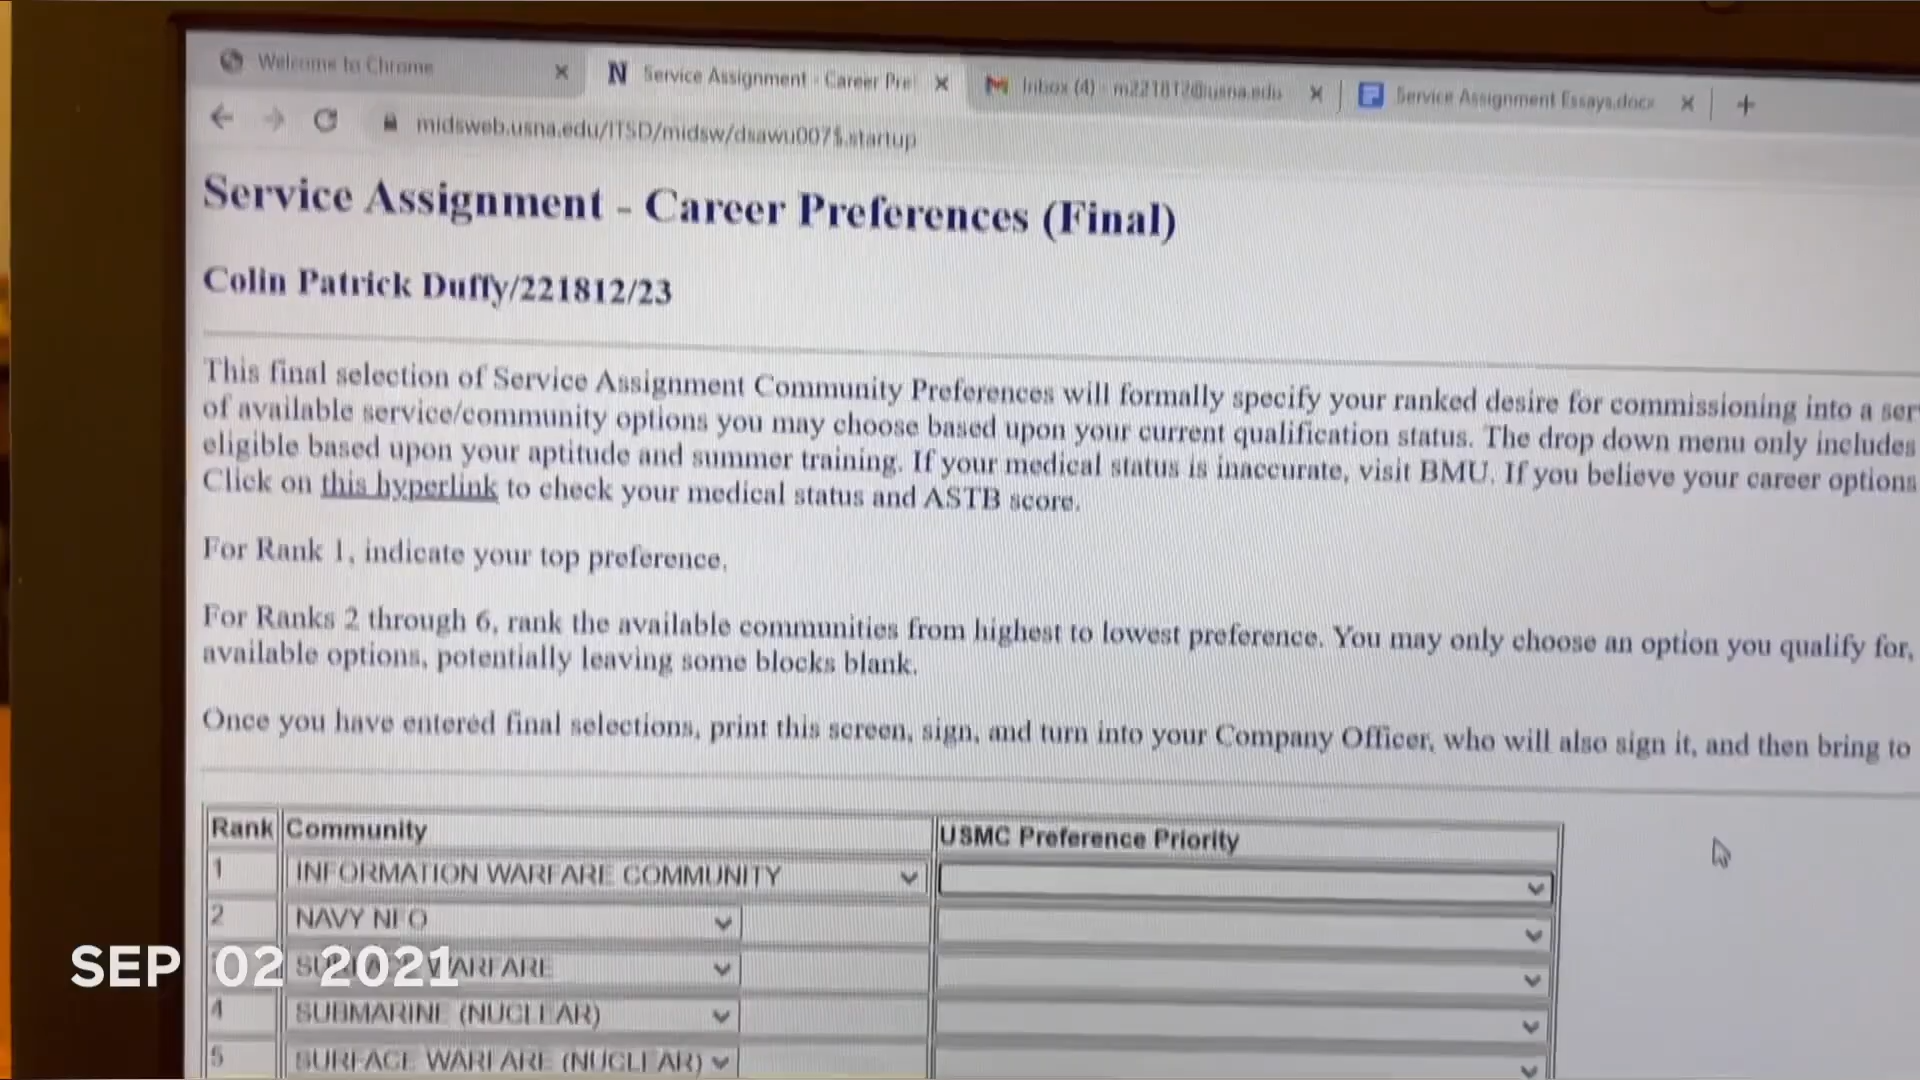 Welcome to Chrome
Service Assignment - Career Pre
Inbox (4) - m221812@usna.edu
Service Assignment Essays.docx
midsweb.usna.edu/ITSD/midsw/dsawu007$.startup
Service Assignment - Career Preferences (Final)
Colin Patrick Duffy/221812/23
This final selection of Service Assignment Community Preferences will formally specify your ranked desire for commissioning into a ser
of available service/community options you may choose based upon your current qualification status. The drop down menu only includes
eligible based upon your aptitude and summer training. If your medical status is inaccurate, visit BMU. If you believe your career options
Click on this hyperlink to check your medical status and ASTB score.
For Rank 1, indicate your top preference.
For Ranks 2 through 6, rank the available communities from highest to lowest preference. You may only choose an option you qualify for,
available options, potentially leaving some blocks blank.
Once you have entered final selections, print this screen, sign, and turn into your Company Officer, who will also sign it, and then bring to
Rank Community USMC Preference Priority
1 INFORMATION WARFARE COMMUNITY
2 NAVY NFO
3 SURFACE WARFARE
4 SUBMARINE (NUCLEAR)
5 SURFACE WARFARE (NUCLEAR)
SEP 02 2021